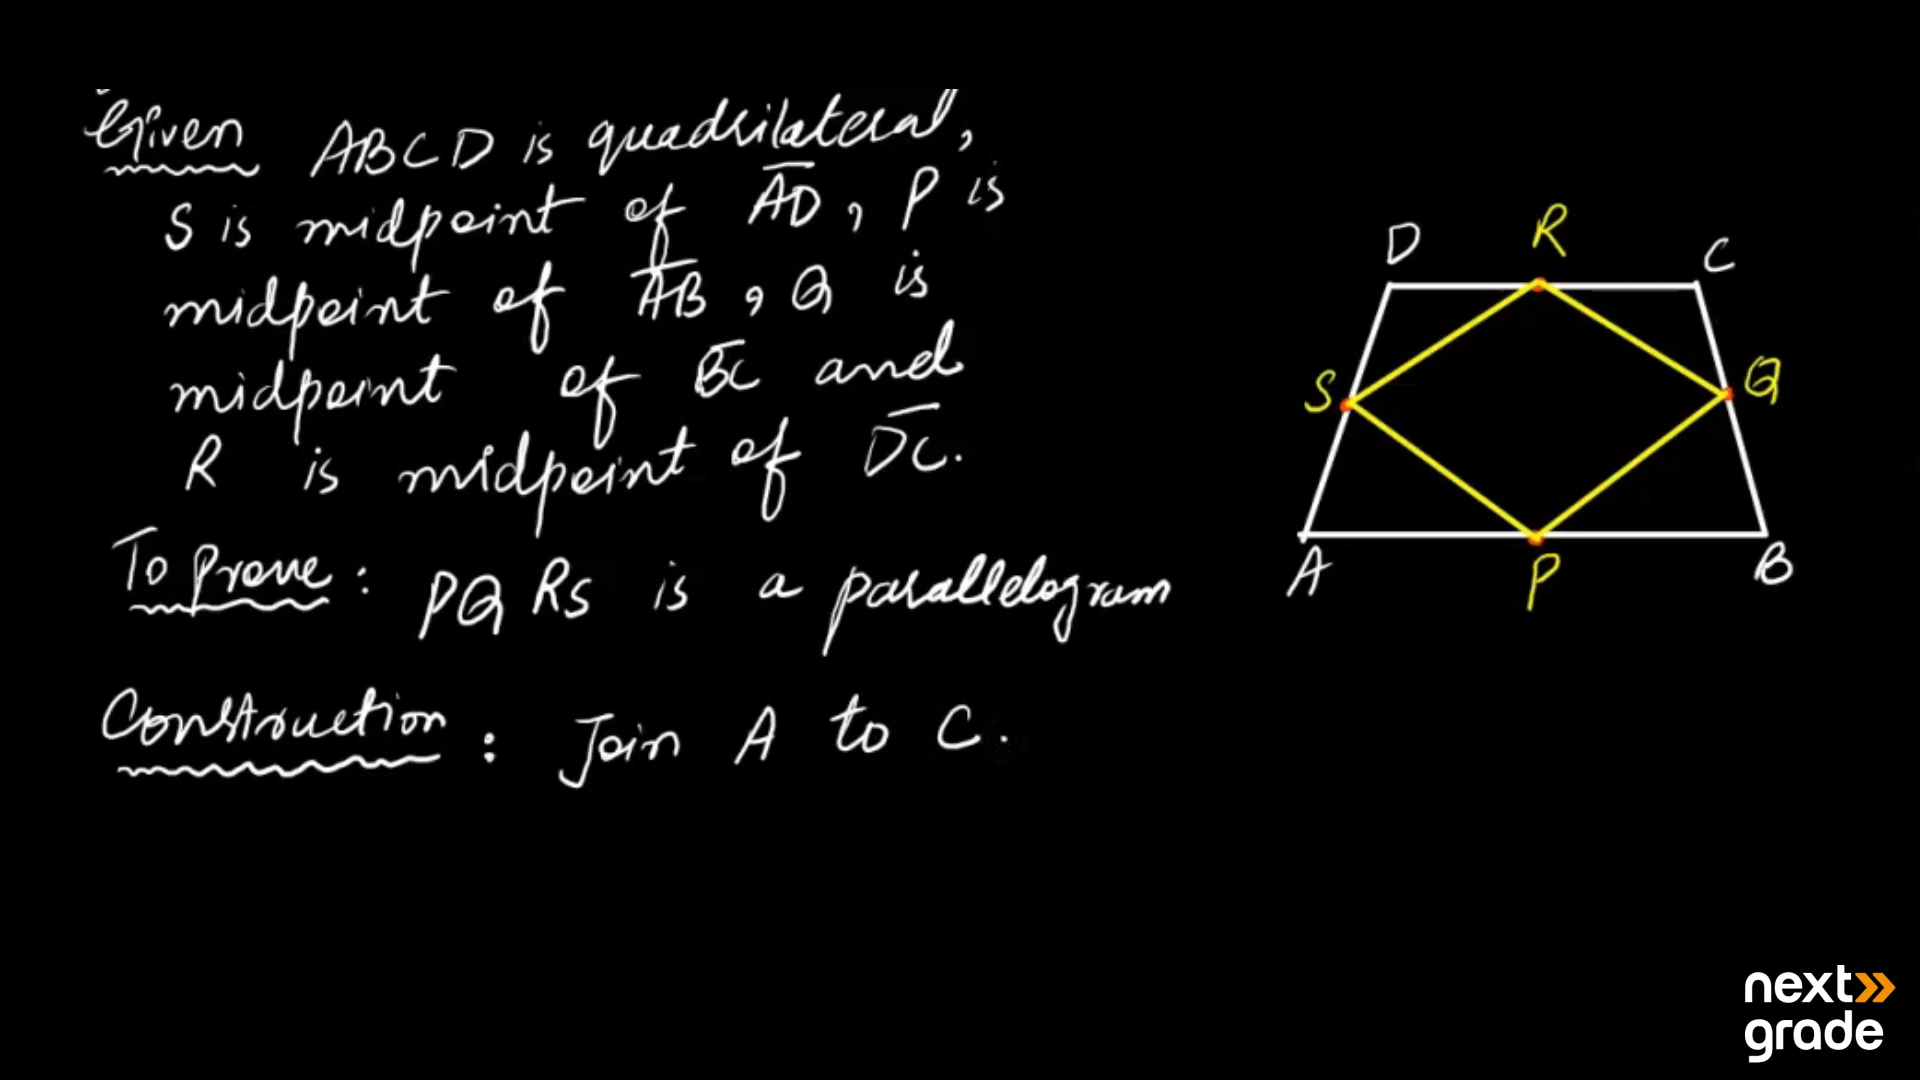 Given ABCD is quadrilateral,
S is midpoint of AD, P is
midpoint of AB, Q is
midpoint of BC and
R is midpoint of DC.
To Prove: PQRS is a parallelogram
Construction: Join A to C.
D R C
S Q
A P B
next
grade